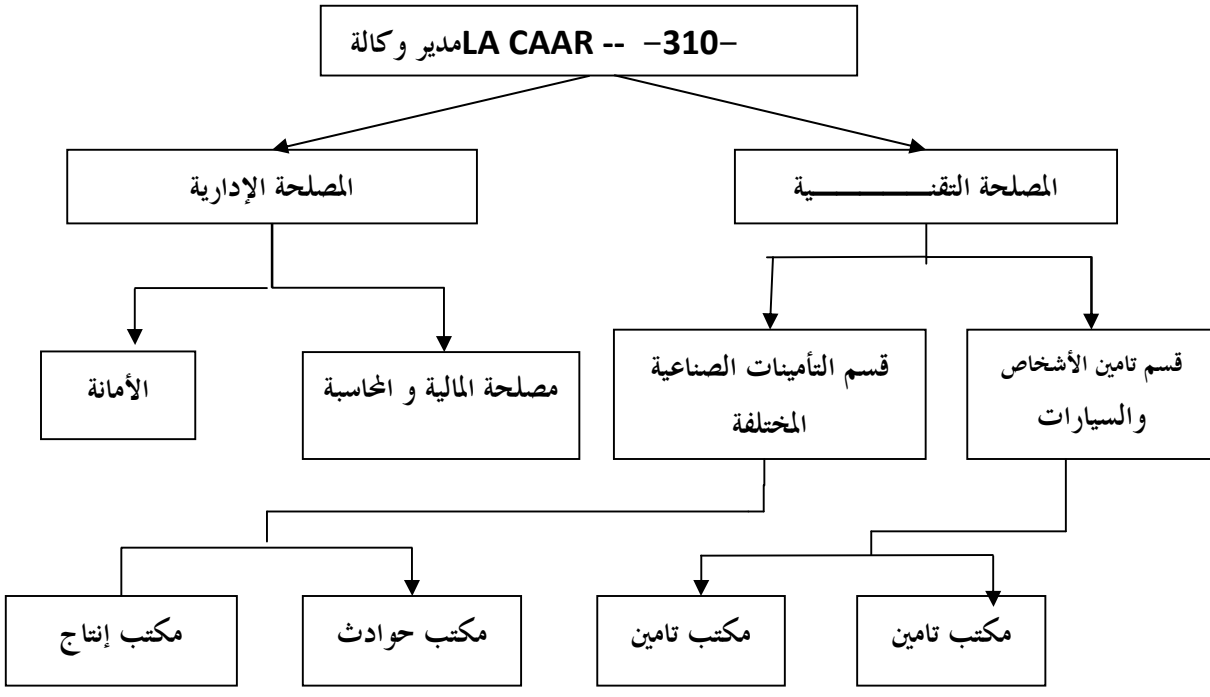 مدير وكالة LA CAAR -- –310–
المصلحة التقنـــــــــــــــية
المصلحة الإدارية
قسم تامين الأشخاص
والسيارات
قسم التأمينات الصناعية
المختلفة
مصلحة المالية و المحاسبة
الأمانة
مكتب تامين
مكتب تامين
مكتب حوادث
مكتب إنتاج